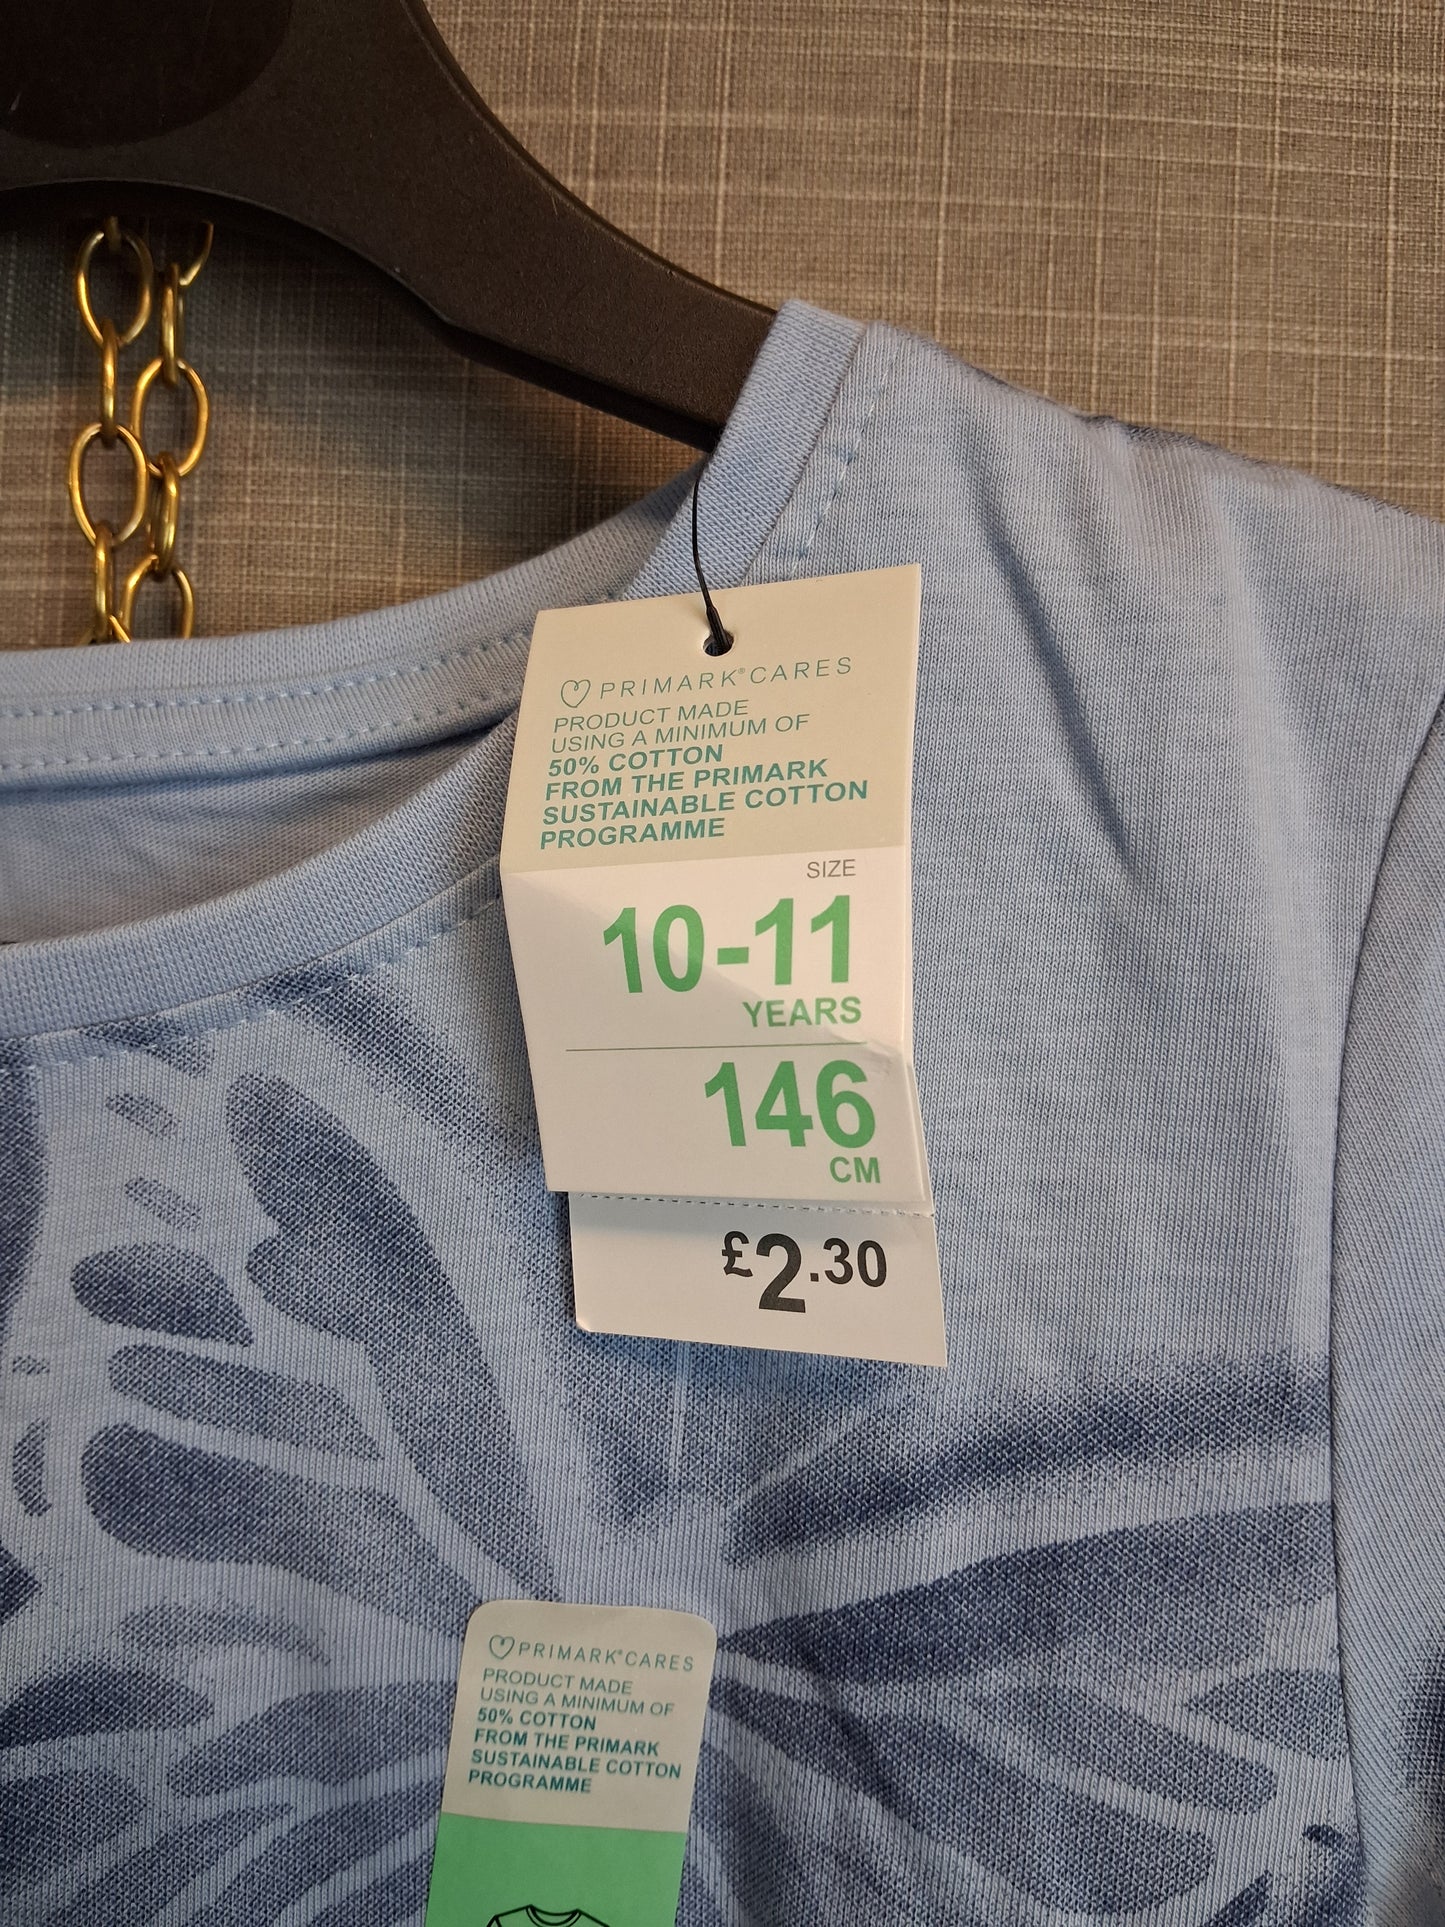 PRIMARK® CARES
PRODUCT MADE
USING A MINIMUM OF
50% COTTON
FROM THE PRIMARK
SUSTAINABLE COTTON
PROGRAMME
SIZE
10-11
YEARS
146
CM
£2.30
PRIMARK® CARES
PRODUCT MADE
USING A MINIMUM OF
50% COTTON
FROM THE PRIMARK
SUSTAINABLE COTTON
PROGRAMME